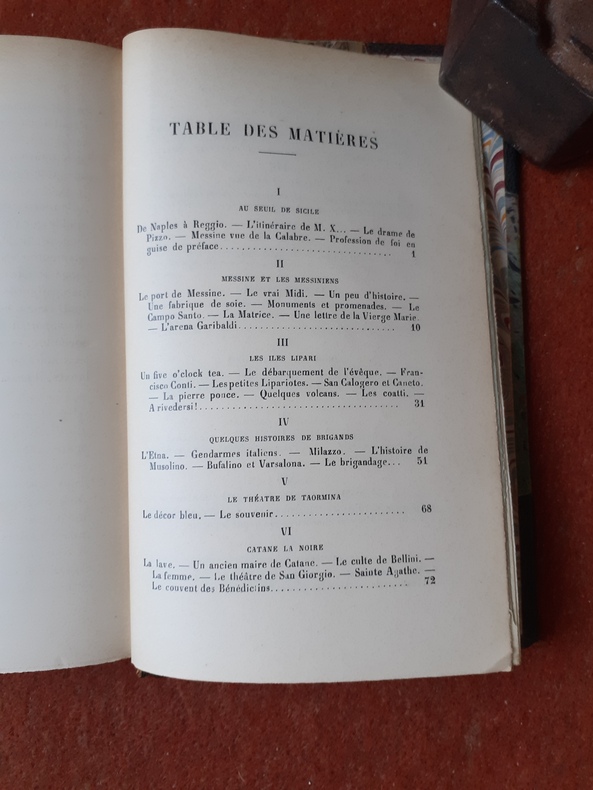 TABLE DES MATIÈRES
I
AU SEUIL DE SICILE
De Naples à Reggio. — L'itinéraire de M. X... — Le drame de
Pizzo. — Messine vue de la Calabre. — Profession de foi en
guise de préface. . . . . . . . . . . . . . . . . . . . . . . . . . . . . . 1
II
MESSINE ET LES MESSINIENS
Le port de Messine. — Le vrai Midi. — Un peu d'histoire. —
Une fabrique de soie. — Monuments et promenades. — Le
Campo Santo. — La Matrice. — Une lettre de la Vierge Marie.
— L'arena Garibaldi. . . . . . . . . . . . . . . . . . . . . . . . . . . 10
III
LES ILES LIPARI
Un five o'clock tea. — Le débarquement de l'évêque. — Fran-
cisco Conti. — Les petites Lipariotes. — San Calogero et Caneto.
— La pierre ponce. — Quelques volcans. — Les coatti. —
A rivedersi! . . . . . . . . . . . . . . . . . . . . . . . . . . . . . . . . 31
IV
QUELQUES HISTOIRES DE BRIGANDS
L'Etna. — Gendarmes italiens. — Milazzo. — L'histoire de
Musolino. — Bufalino et Varsalona. — Le brigandage. . . 51
V
LE THÉATRE DE TAORMINA
Le décor bleu. — Le souvenir. . . . . . . . . . . . . . . . . . . . 68
VI
CATANE LA NOIRE
La lave. — Un ancien maire de Catane. — Le culte de Bellini. —
La femme. — Le théâtre de San Giorgio. — Sainte Agathe. —
Le couvent des Bénédictins. . . . . . . . . . . . . . . . . . . . . 72